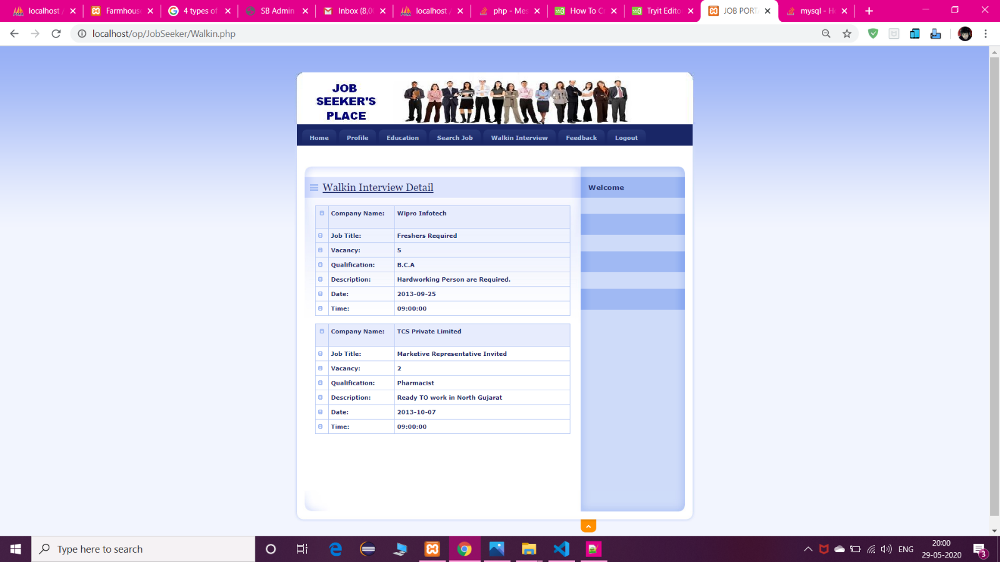 localhost / Farmhous 4 types of SB Admin Inbox (8,0 localhost / php - Mes How To C Tryit Edito JOB PORT mysql - Ho
localhost/op/JobSeeker/Walkin.php
JOB
SEEKER'S
PLACE
Home Profile Education Search Job Walkin Interview Feedback Logout
Walkin Interview Detail
Welcome
Company Name: Wipro Infotech
Job Title: Freshers Required
Vacancy: 5
Qualification: B.C.A
Description: Hardworking Person are Required.
Date: 2013-09-25
Time: 09:00:00
Company Name: TCS Private Limited
Job Title: Marketive Representative Invited
Vacancy: 2
Qualification: Pharmacist
Description: Ready TO work in North Gujarat
Date: 2013-10-07
Time: 09:00:00
Type here to search
ENG
20:00
29-05-2020
3